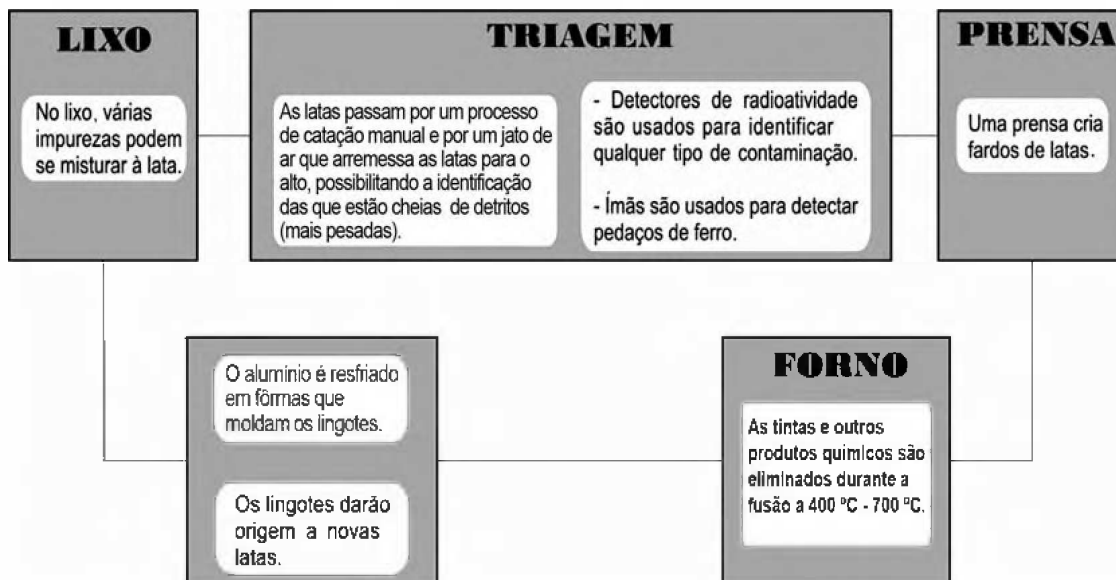 LIXO
No lixo, várias
impurezas podem
se misturar à lata.
TRIAGEM
As latas passam por um processo
de catação manual e por um jato de
ar que arremessa as latas para o
alto, possibilitando a identificação
das que estão cheias de detritos
(mais pesadas).
- Detectores de radioatividade
são usados para identificar
qualquer tipo de contaminação.
- Ímãs são usados para detectar
pedaços de ferro.
PRENSA
Uma prensa cria
fardos de latas.
FORNO
As tintas e outros
produtos químicos são
eliminados durante a
fusão a 400 ºC - 700 ºC.
O alumínio é resfriado
em fôrmas que
moldam os lingotes.
Os lingotes darão
origem a novas
latas.